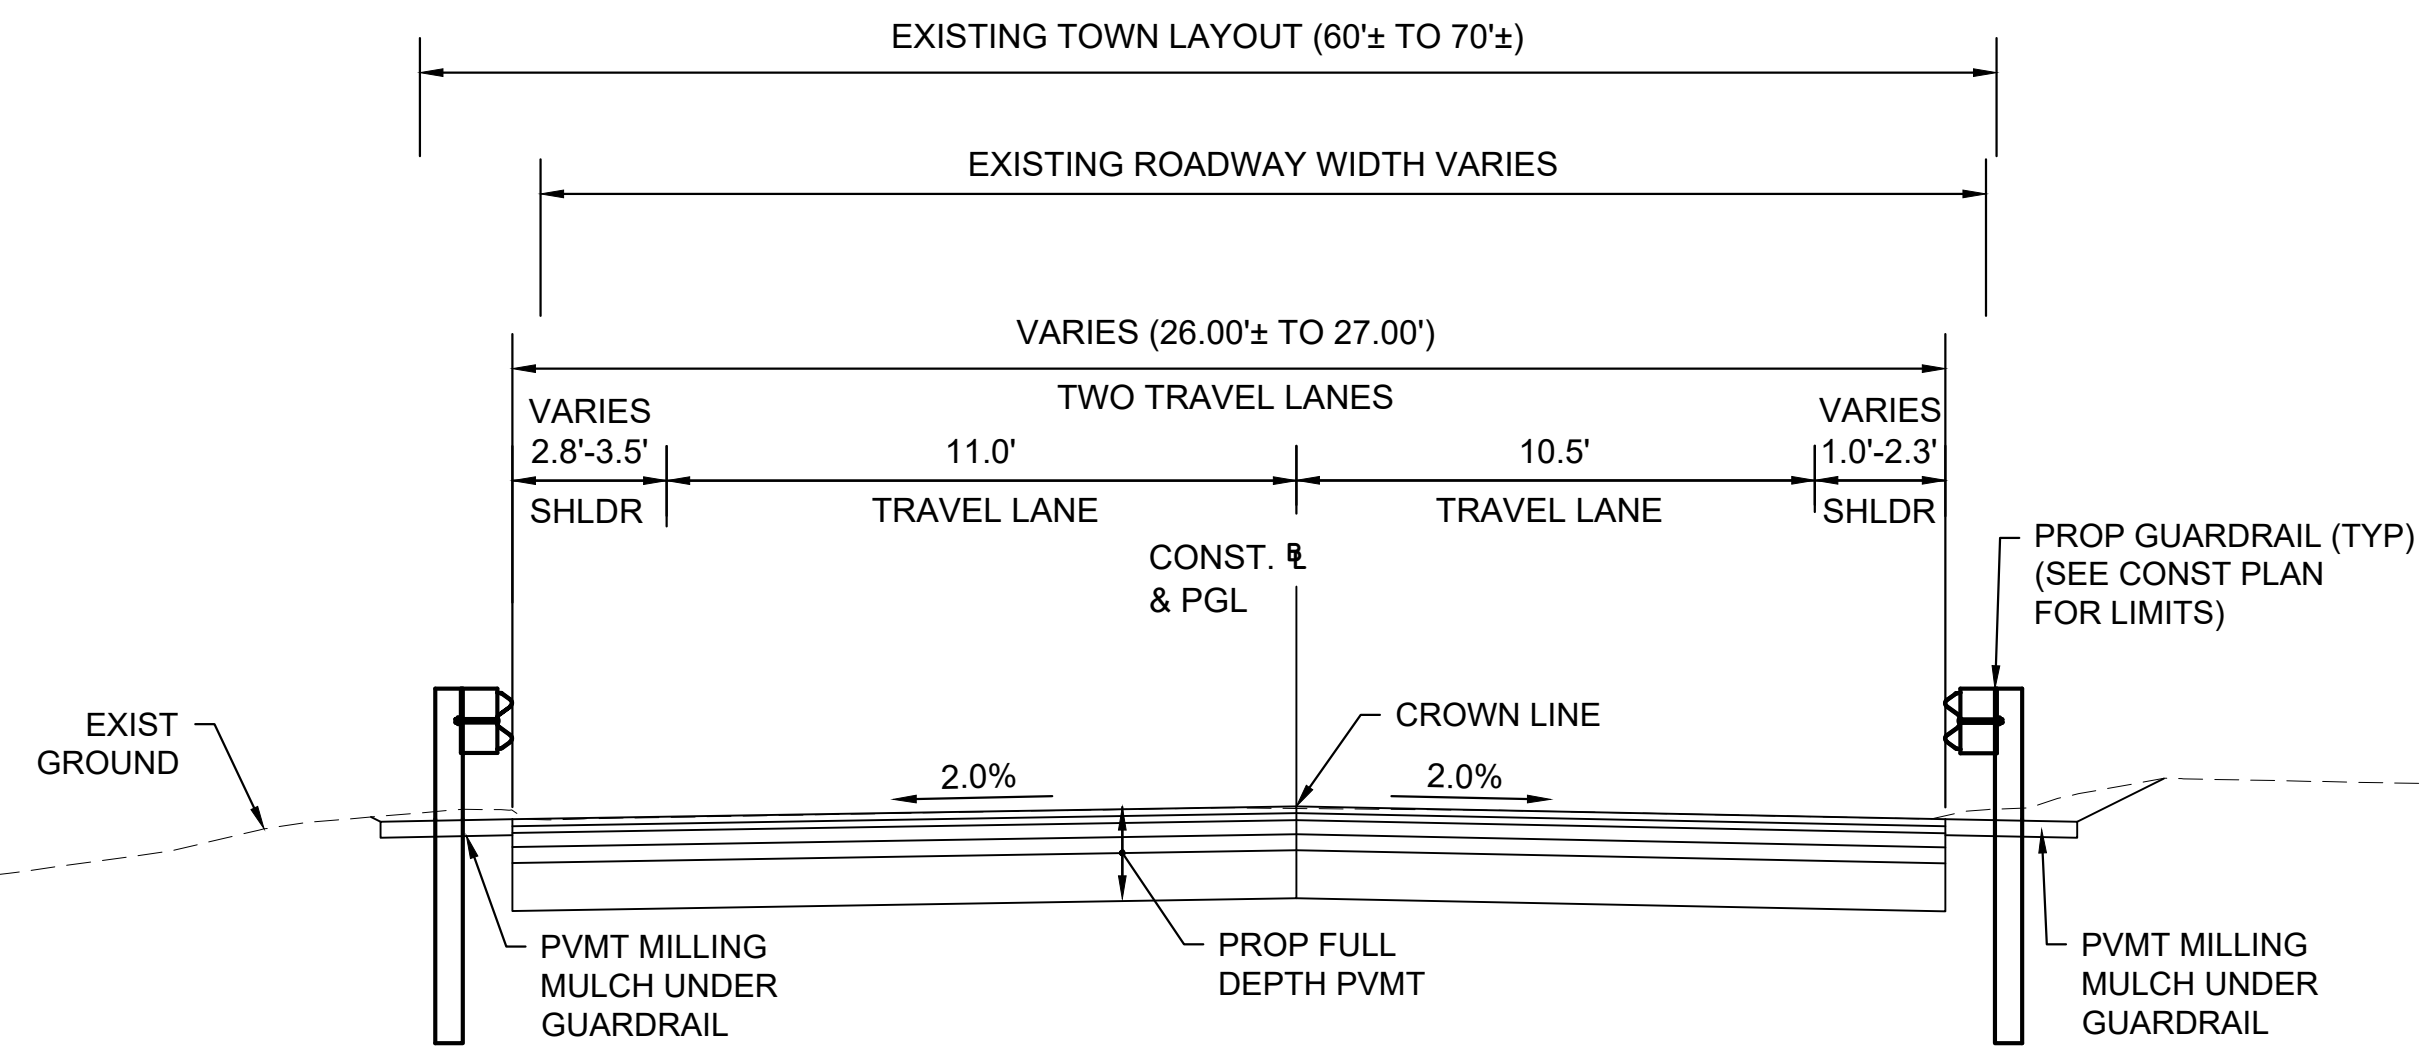 EXISTING TOWN LAYOUT (60'± TO 70'±)
EXISTING ROADWAY WIDTH VARIES
VARIES (26.00'± TO 27.00')
TWO TRAVEL LANES
VARIES
2.8'-3.5'
SHLDR
11.0'
TRAVEL LANE
10.5'
TRAVEL LANE
VARIES
1.0'-2.3'
SHLDR
CONST. BL
& PGL
PROP GUARDRAIL (TYP)
(SEE CONST PLAN
FOR LIMITS)
EXIST
GROUND
CROWN LINE
2.0%
2.0%
PVMT MILLING
MULCH UNDER
GUARDRAIL
PROP FULL
DEPTH PVMT
PVMT MILLING
MULCH UNDER
GUARDRAIL